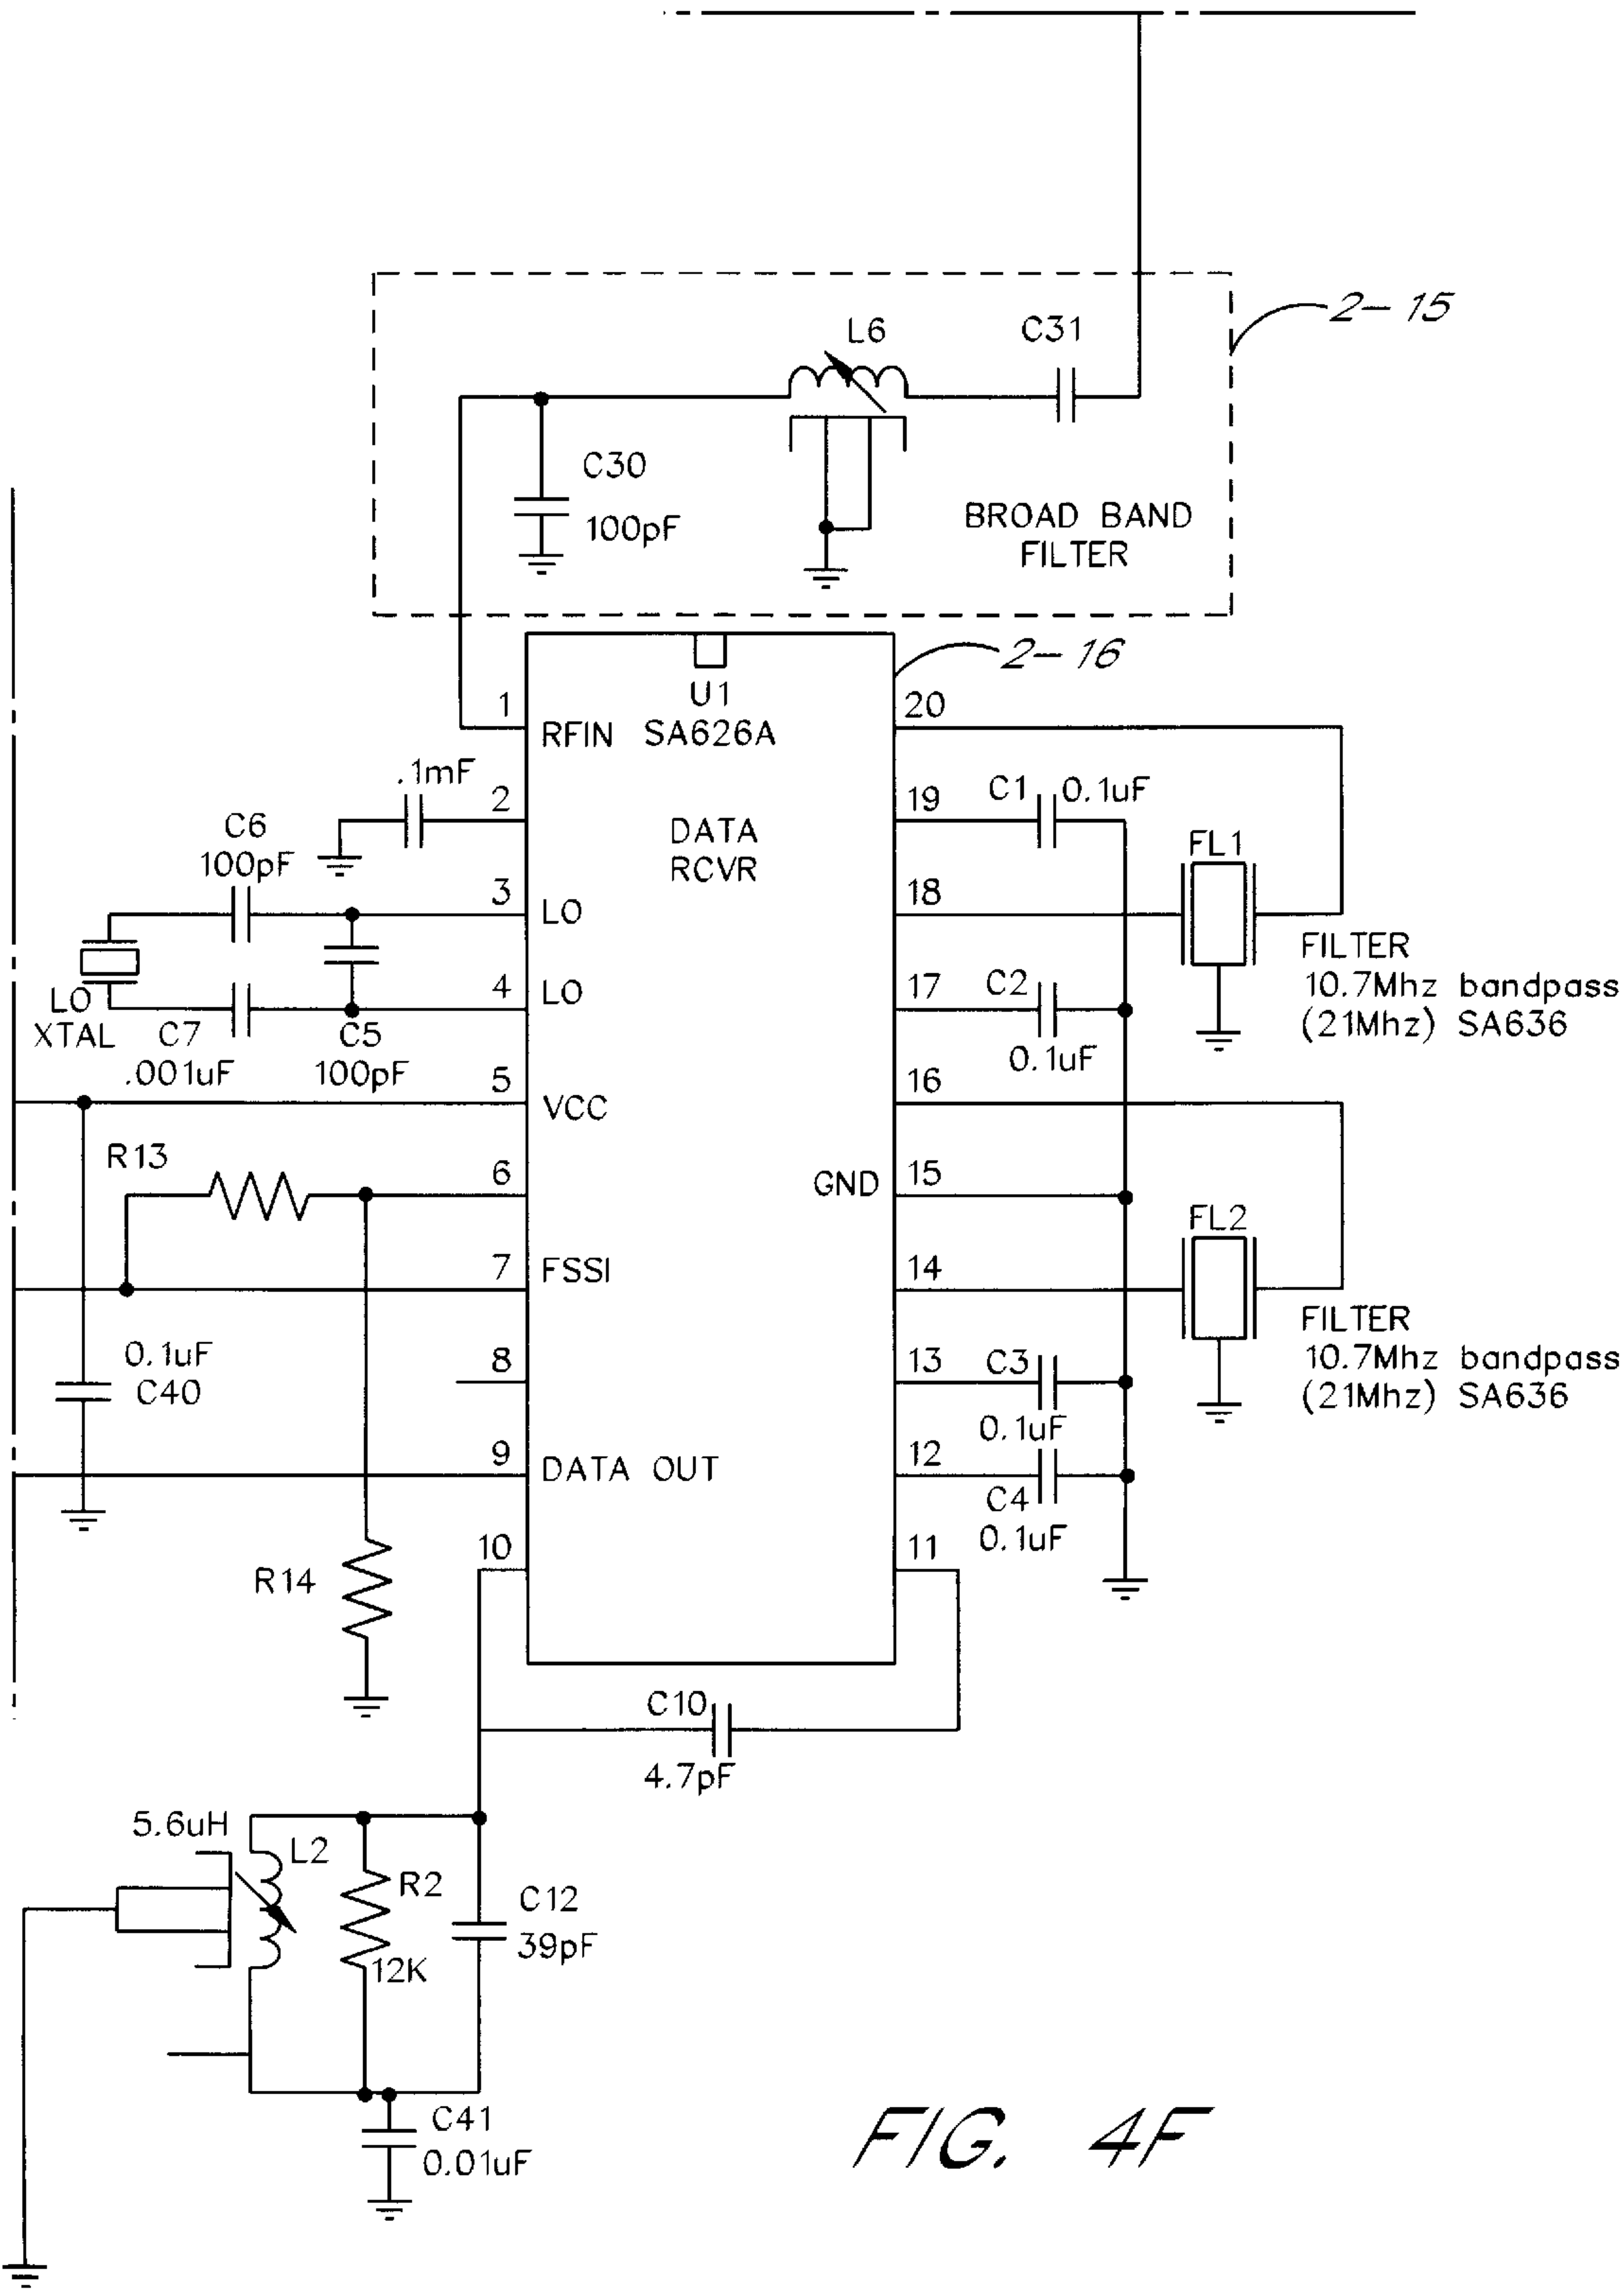 2-15
L6
C31
C30
100pF
BROAD BAND
FILTER
2-16
U1
1
20
RFIN
SA626A
.1mF
2
19
C1
0.1uF
DATA
RCVR
C6
100pF
FL1
3
LO
18
FILTER
10.7Mhz bandpass
(21Mhz) SA636
4
LO
17
C2
0.1uF
LO
XTAL
C7
.001uF
C5
100pF
5
VCC
16
R13
6
GND
15
FL2
7
FSSI
14
FILTER
10.7Mhz bandpass
(21Mhz) SA636
0.1uF
C40
8
13
C3
0.1uF
9
DATA OUT
12
C4
0.1uF
10
11
R14
C10
4.7pF
5.6uH
L2
R2
12K
C12
39pF
C41
0.01uF
FIG. 4F